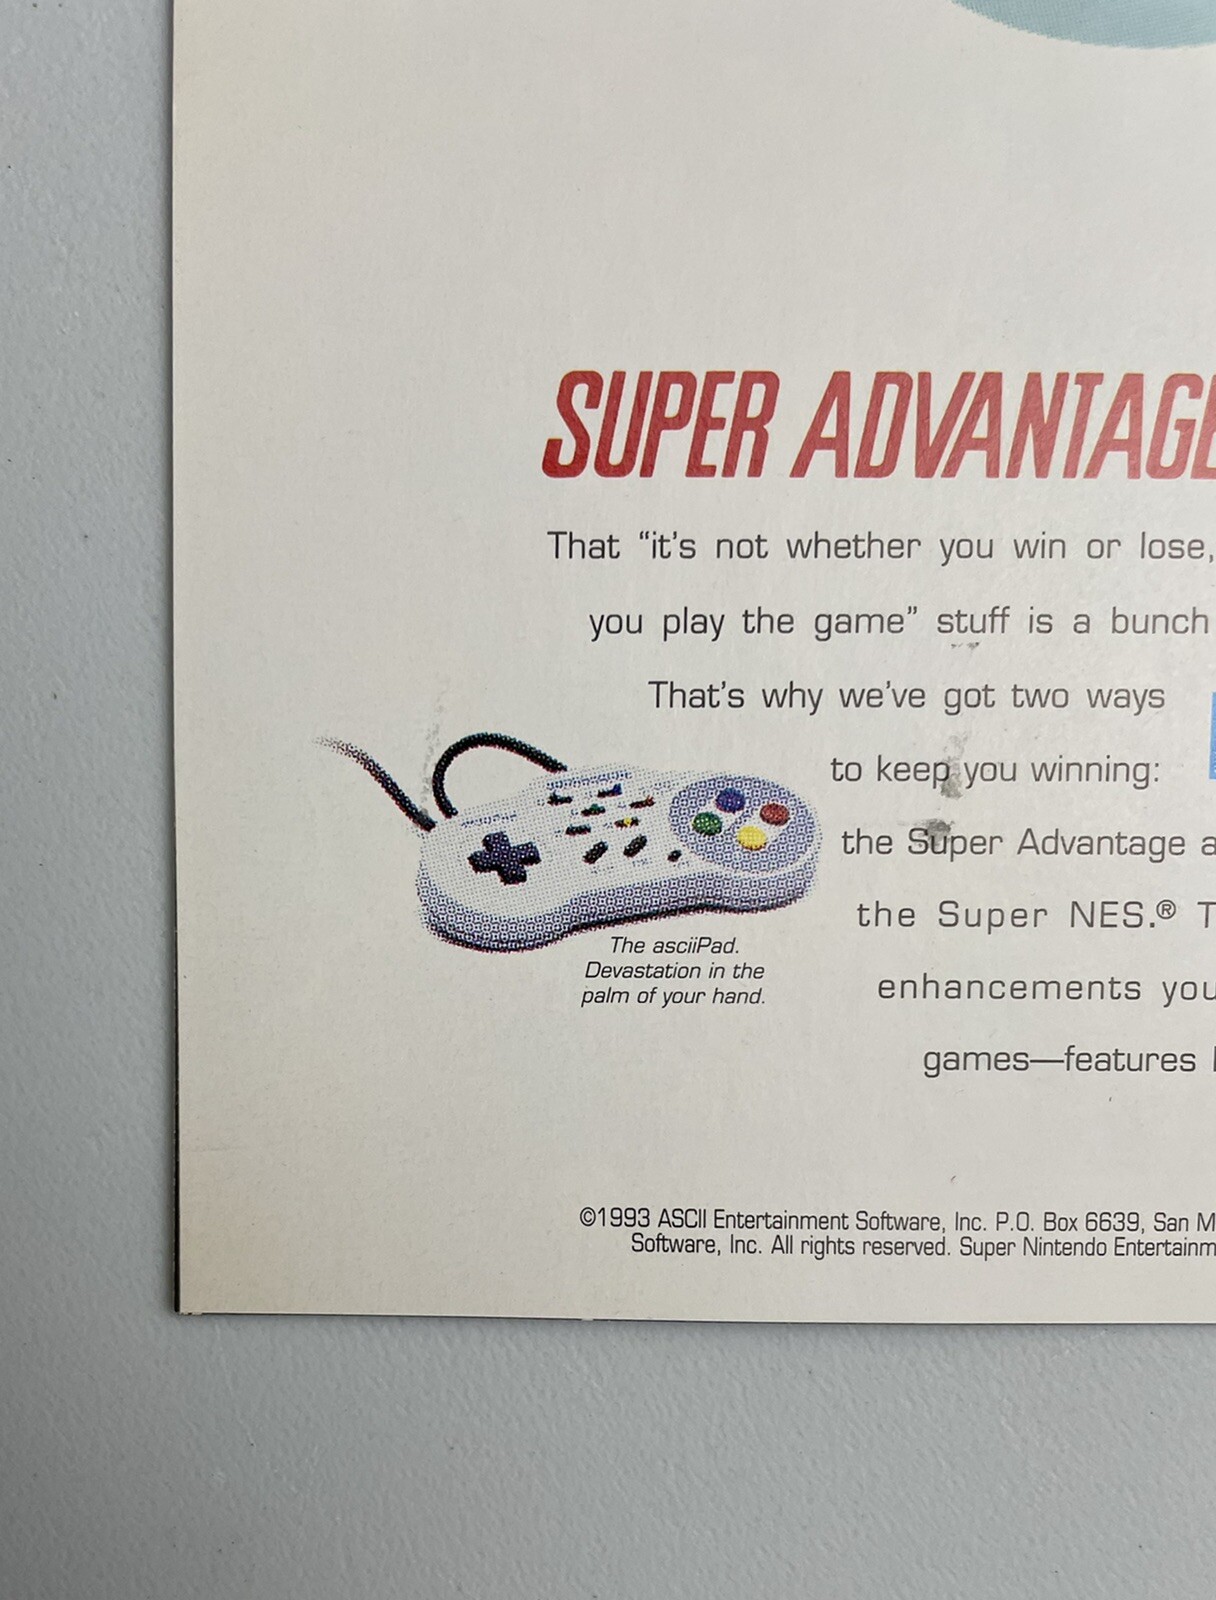 SUPER ADVANTAGE
That “it’s not whether you win or lose,
you play the game” stuff is a bunch
That’s why we’ve got two ways
to keep you winning:
the Super Advantage a
the Super NES.® T
enhancements you
games—features
The asciiPad.
Devastation in the
palm of your hand.
©1993 ASCII Entertainment Software, Inc. P.O. Box 6639, San M
Software, Inc. All rights reserved. Super Nintendo Entertainm